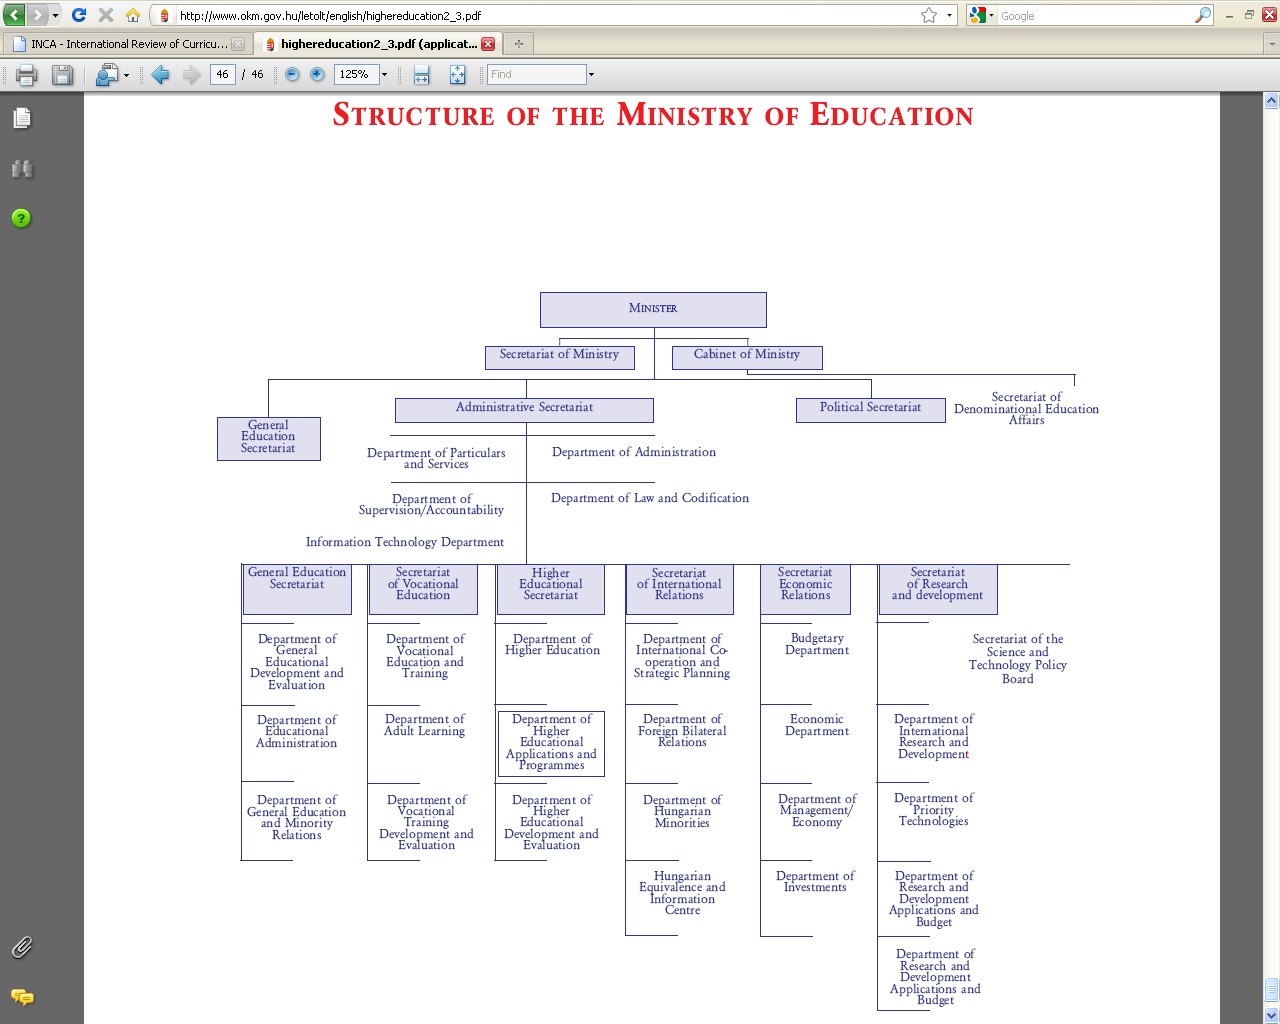 http://www.okm.gov.hu/letolt/english/highereducation2_3.pdf
Google
INCA - International Review of Curricu...
highereducation2_3.pdf (applicat...
46 / 46
125%
Find
STRUCTURE OF THE MINISTRY OF EDUCATION
MINISTER
Secretariat of Ministry
Cabinet of Ministry
General
Education
Secretariat
Administrative Secretariat
Political Secretariat
Secretariat of
Denominational Education
Affairs
Department of Particulars
and Services
Department of Administration
Department of
Supervision/Accountability
Department of Law and Codification
Information Technology Department
General Education
Secretariat
Secretariat
of Vocational
Education
Higher
Educational
Secretariat
Secretariat
of International
Relations
Secretariat
Economic
Relations
Secretariat
of Research
and development
Department of
General
Educational
Development and
Evaluation
Department of
Vocational
Education and
Training
Department of
Higher Education
Department of
International Co-
operation and
Strategic Planning
Budgetary
Department
Secretariat of the
Science and
Technology Policy
Board
Department of
Educational
Administration
Department of
Adult Learning
Department of
Higher
Educational
Applications and
Programmes
Department of
Foreign Bilateral
Relations
Economic
Department
Department of
International
Research and
Development
Department of
General Education
and Minority
Relations
Department of
Vocational
Training
Development and
Evaluation
Department of
Higher
Educational
Development and
Evaluation
Department of
Hungarian
Minorities
Department of
Management/
Economy
Department of
Priority
Technologies
Hungarian
Equivalence and
Information
Centre
Department of
Investments
Department of
Research and
Development
Applications and
Budget
Department of
Research and
Development
Applications and
Budget